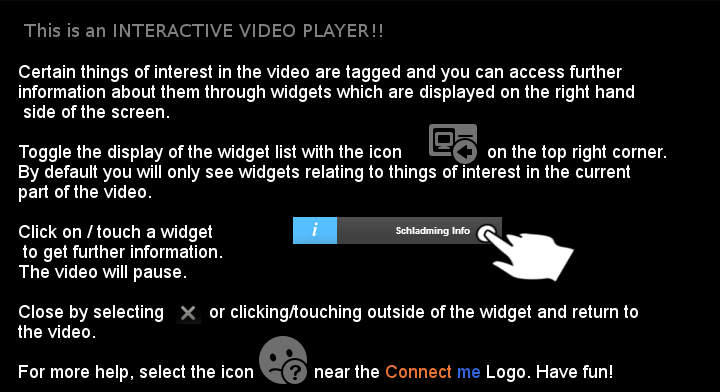 This is an INTERACTIVE VIDEO PLAYER!!
Certain things of interest in the video are tagged and you can access further
information about them through widgets which are displayed on the right hand
side of the screen.
Toggle the display of the widget list with the icon on the top right corner.
By default you will only see widgets relating to things of interest in the current
part of the video.
Click on / touch a widget
i Schladming Info
to get further information.
The video will pause.
Close by selecting X or clicking/touching outside of the widget and return to
the video.
For more help, select the icon ? near the Connect me Logo. Have fun!